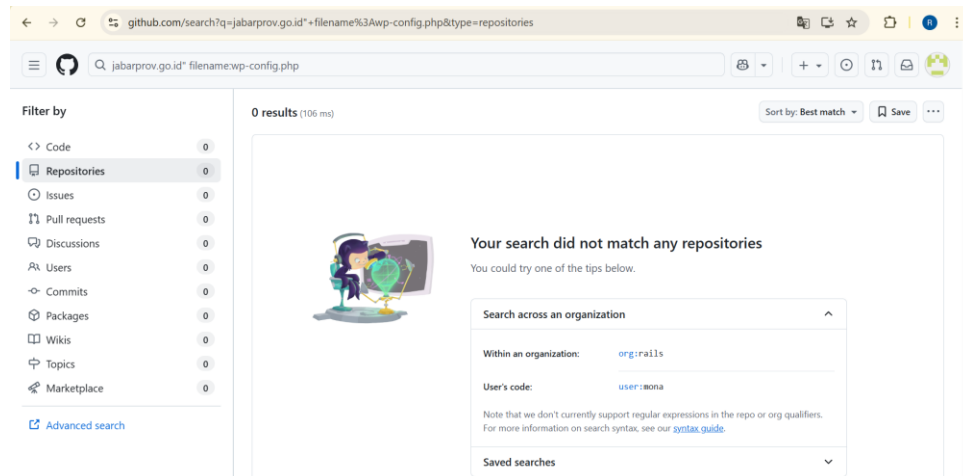 github.com/search?q=jabarprov.go.id"+filename%3Awp-config.php&type=repositories
R
jabarprov.go.id" filename:wp-config.php
Filter by
0 results (106 ms)
Sort by: Best match
Save
Code 0
Repositories 0
Issues 0
Pull requests 0
Discussions 0
Users 0
Commits 0
Packages 0
Wikis 0
Topics 0
Marketplace 0
Advanced search
Your search did not match any repositories
You could try one of the tips below.
Search across an organization
Within an organization: org:rails
User's code: user:mona
Note that we don't currently support regular expressions in the repo or org qualifiers.
For more information on search syntax, see our syntax guide.
Saved searches